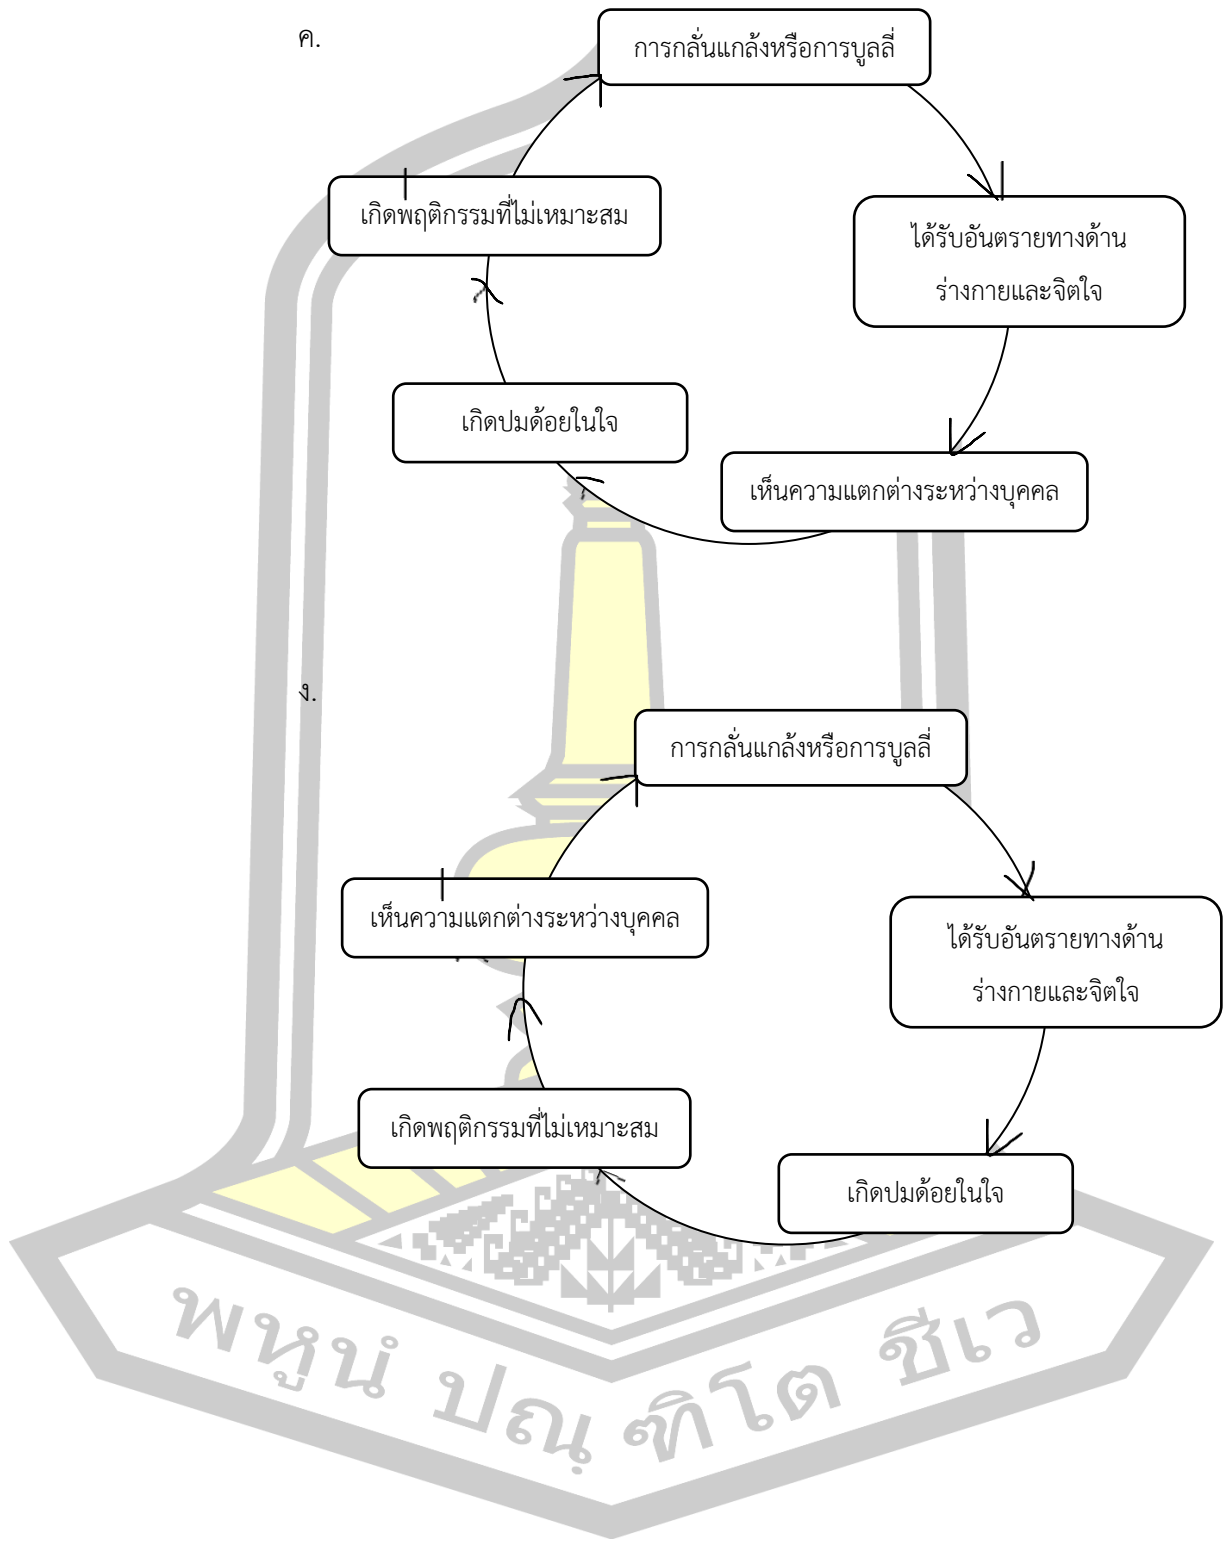 ค.
การกลั่นแกล้งหรือการบูลลี่
เกิดพฤติกรรมที่ไม่เหมาะสม
ได้รับอันตรายทางด้าน
ร่างกายและจิตใจ
เกิดปมด้อยในใจ
เห็นความแตกต่างระหว่างบุคคล
ง.
การกลั่นแกล้งหรือการบูลลี่
เห็นความแตกต่างระหว่างบุคคล
ได้รับอันตรายทางด้าน
ร่างกายและจิตใจ
เกิดพฤติกรรมที่ไม่เหมาะสม
เกิดปมด้อยในใจ
พหูนํ ปณฺฑิโต ชีเว